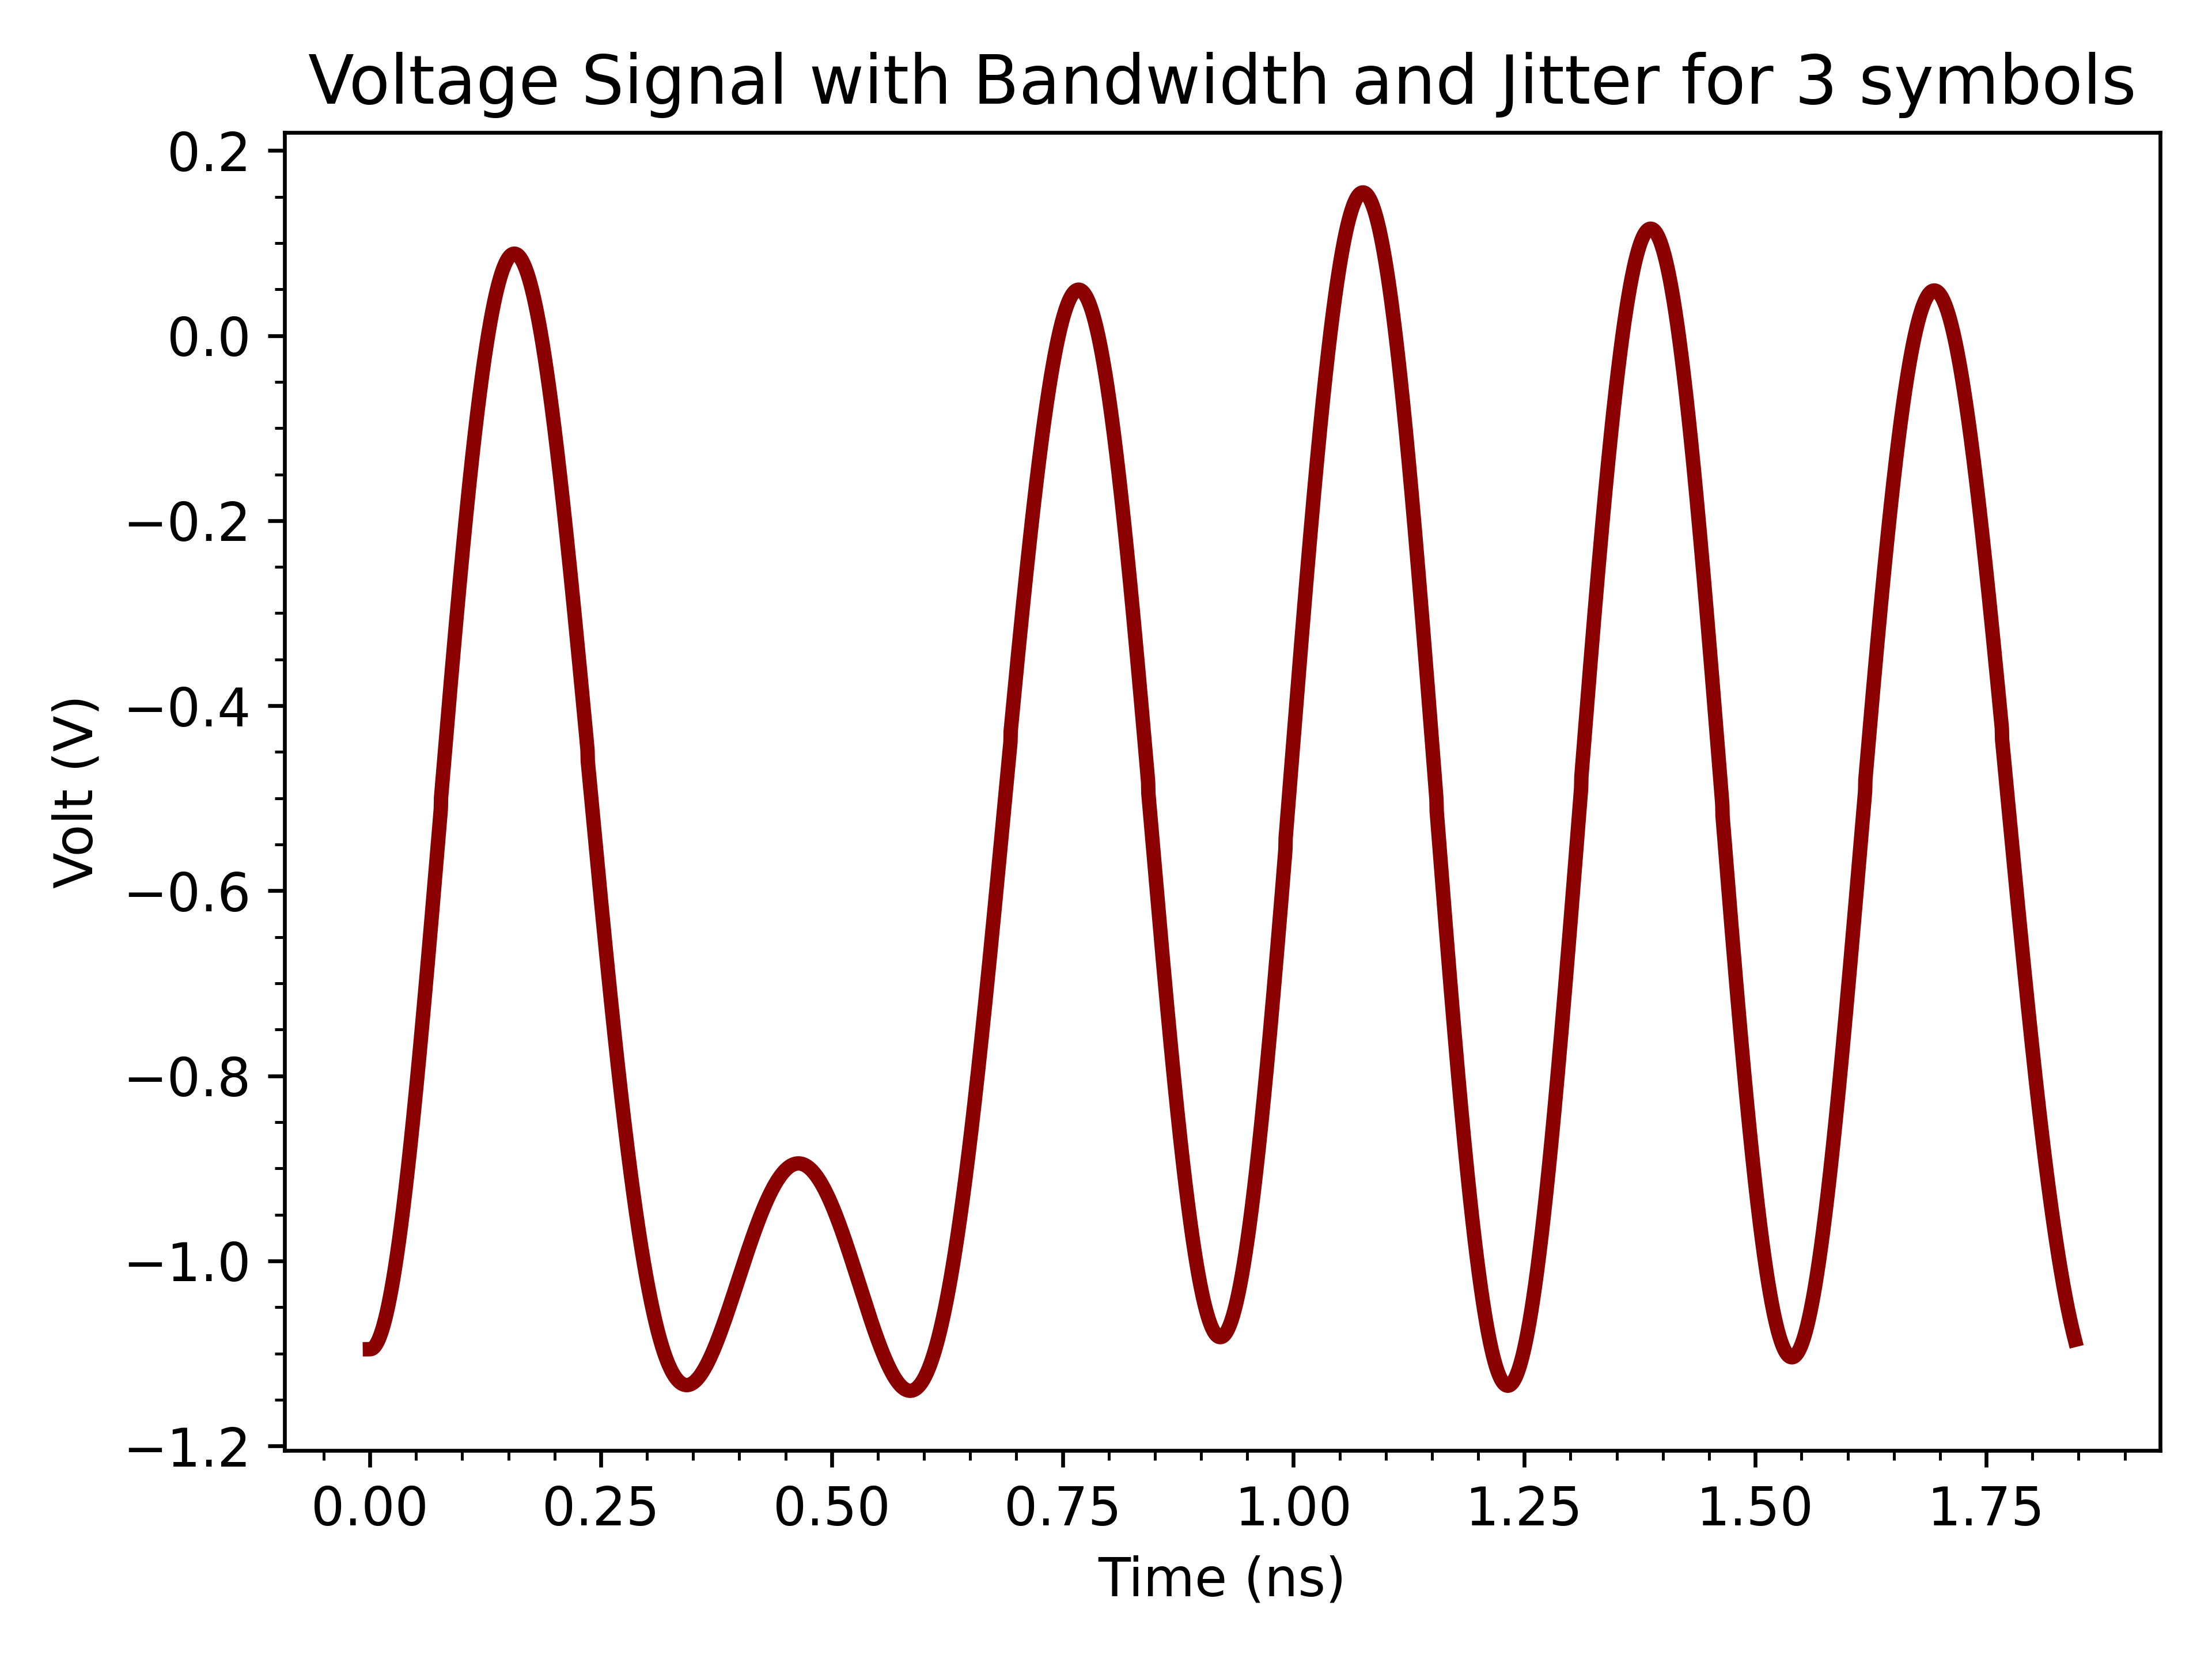 Voltage Signal with Bandwidth and Jitter for 3 symbols
0.2
0.0
−0.2
−0.4
−0.6
−0.8
−1.0
−1.2
Volt (V)
0.00 0.25 0.50 0.75 1.00 1.25 1.50 1.75
Time (ns)